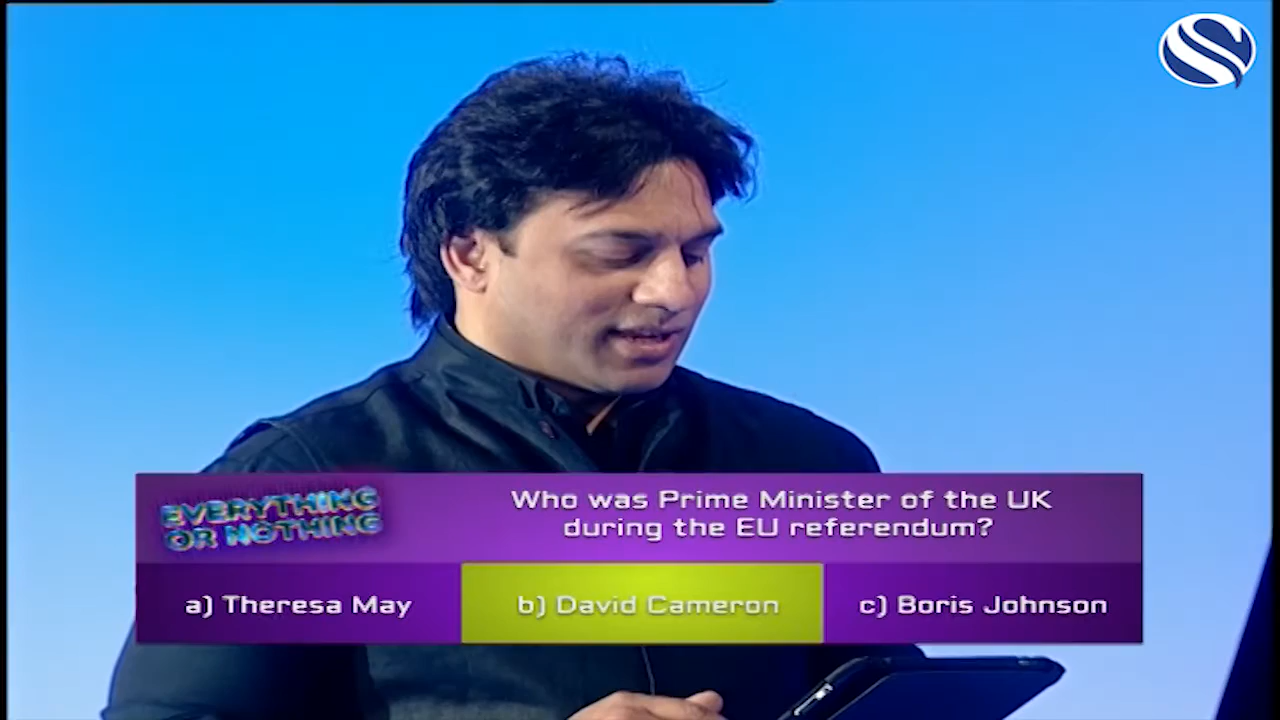 EVERYTHING
OR NOTHING
Who was Prime Minister of the UK
during the EU referendum?
a) Theresa May
b) David Cameron
c) Boris Johnson